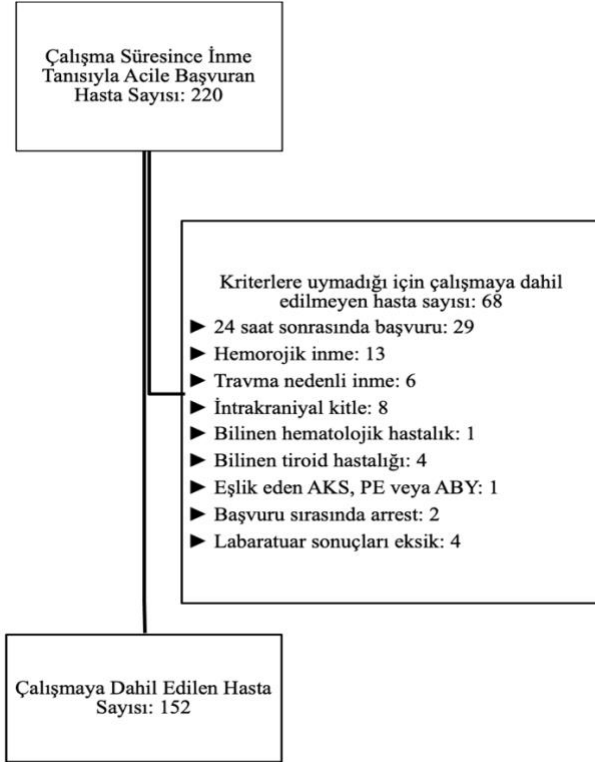 Çalışma Süresince İnme
Tanısıyla Acile Başvuran
Hasta Sayısı: 220
Kriterlere uymadığı için çalışmaya dahil
edilmeyen hasta sayısı: 68
► 24 saat sonrasında başvuru: 29
► Hemorojik inme: 13
► Travma nedenli inme: 6
► İntrakraniyal kitle: 8
► Bilinen hematolojik hastalık: 1
► Bilinen tiroid hastalığı: 4
► Eşlik eden AKS, PE veya ABY: 1
► Başvuru sırasında arrest: 2
► Labaratuar sonuçları eksik: 4
Çalışmaya Dahil Edilen Hasta
Sayısı: 152